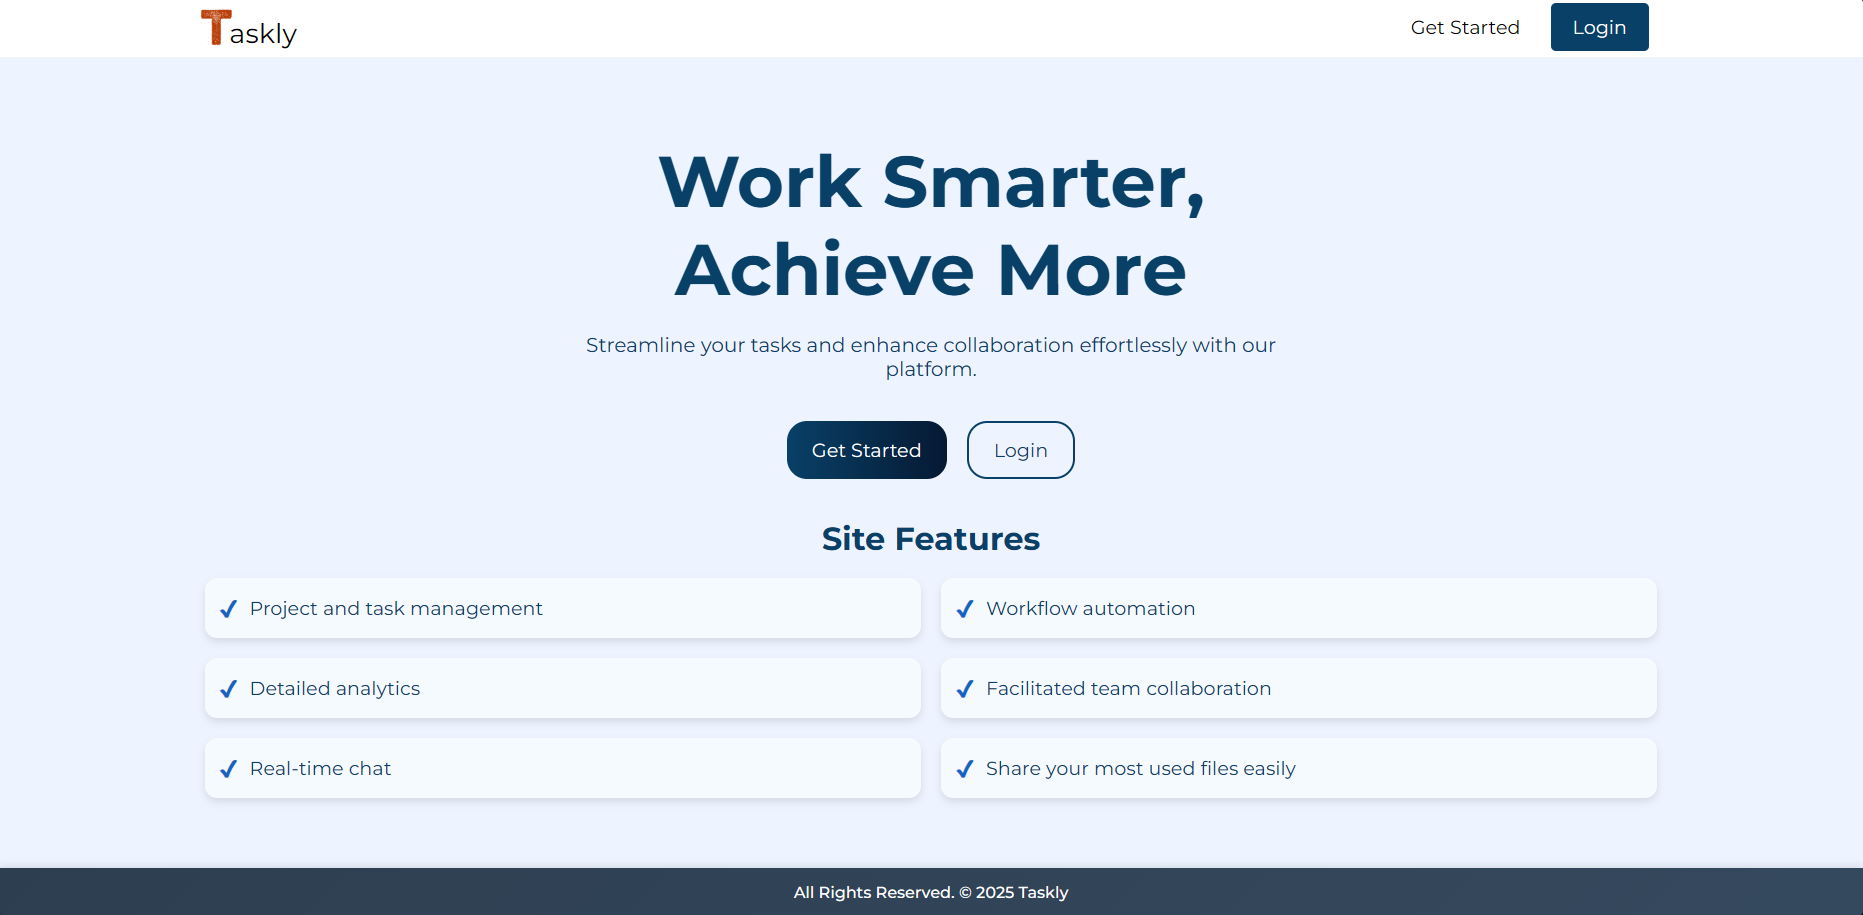 Taskly
Get Started
Login
Work Smarter,
Achieve More
Streamline your tasks and enhance collaboration effortlessly with our
platform.
Get Started
Login
Site Features
Project and task management
Workflow automation
Detailed analytics
Facilitated team collaboration
Real-time chat
Share your most used files easily
All Rights Reserved. © 2025 Taskly